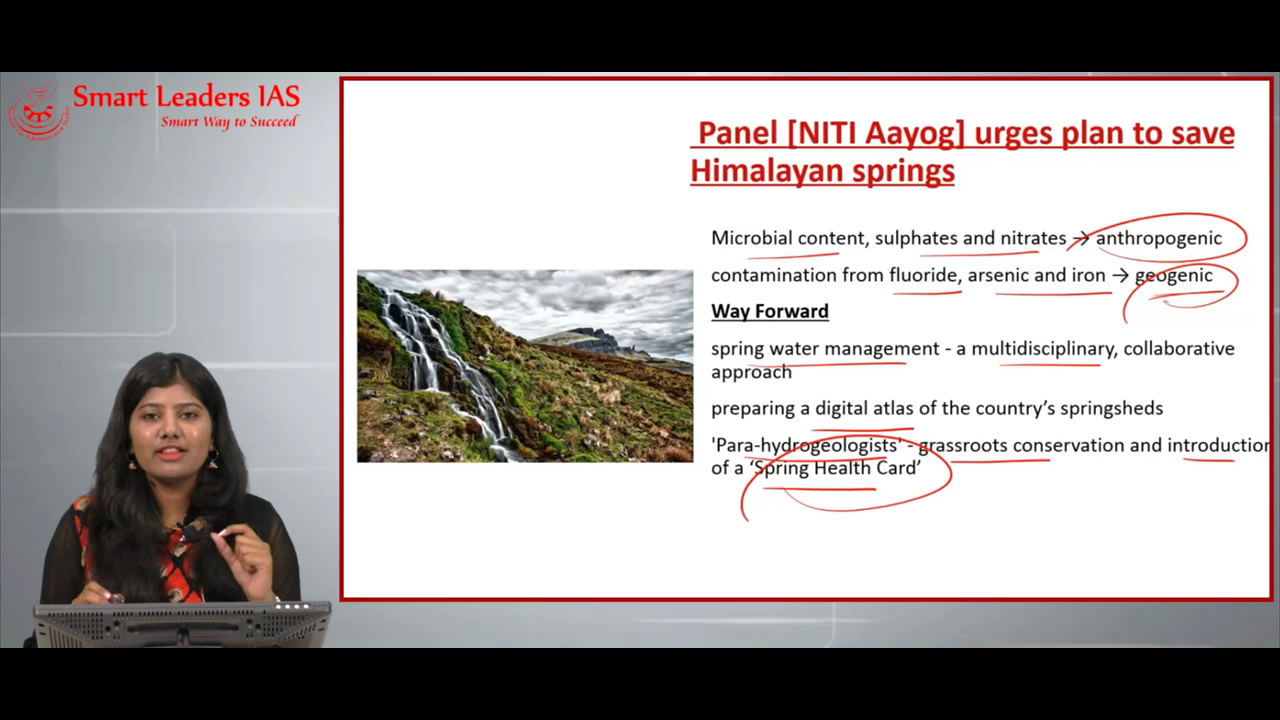 Smart Leaders IAS
Smart Way to Succeed
Panel [NITI Aayog] urges plan to save
Himalayan springs
Microbial content, sulphates and nitrates → anthropogenic
contamination from fluoride, arsenic and iron → geogenic
Way Forward
spring water management - a multidisciplinary, collaborative
approach
preparing a digital atlas of the country's springsheds
'Para-hydrogeologists' - grassroots conservation and introduction
of a ‘Spring Health Card’